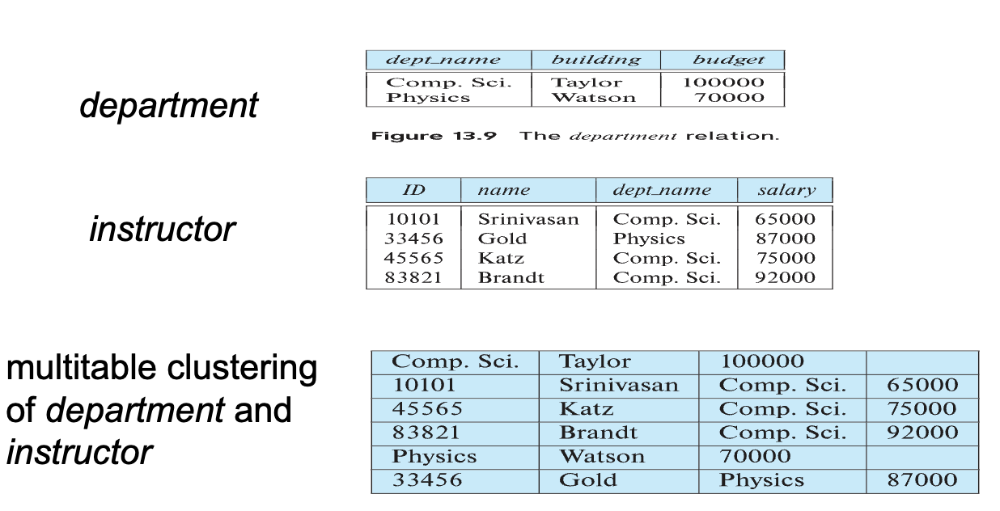 department
dept_name building budget
Comp. Sci. Taylor 100000
Physics Watson 70000
Figure 13.9 The department relation.
instructor
ID name dept_name salary
10101 Srinivasan Comp. Sci. 65000
33456 Gold Physics 87000
45565 Katz Comp. Sci. 75000
83821 Brandt Comp. Sci. 92000
multitable clustering
of department and
instructor
Comp. Sci. Taylor 100000
10101 Srinivasan Comp. Sci. 65000
45565 Katz Comp. Sci. 75000
83821 Brandt Comp. Sci. 92000
Physics Watson 70000
33456 Gold Physics 87000